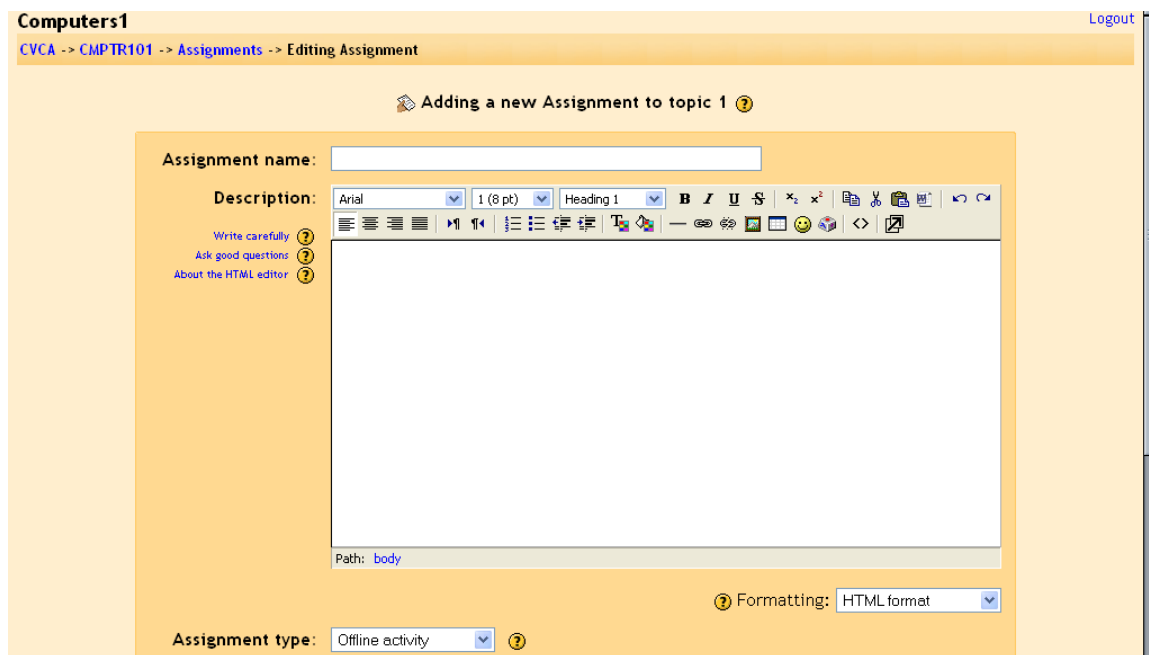 Computers1
Logout
CVCA -> CMPTR101 -> Assignments -> Editing Assignment
Adding a new Assignment to topic 1 ?
Assignment name:
Description:
Arial 1 (8 pt) Heading 1 B I U S x₂ x²
Write carefully ?
Ask good questions ?
About the HTML editor ?
Path: body
? Formatting: HTML format
Assignment type: Offline activity ?